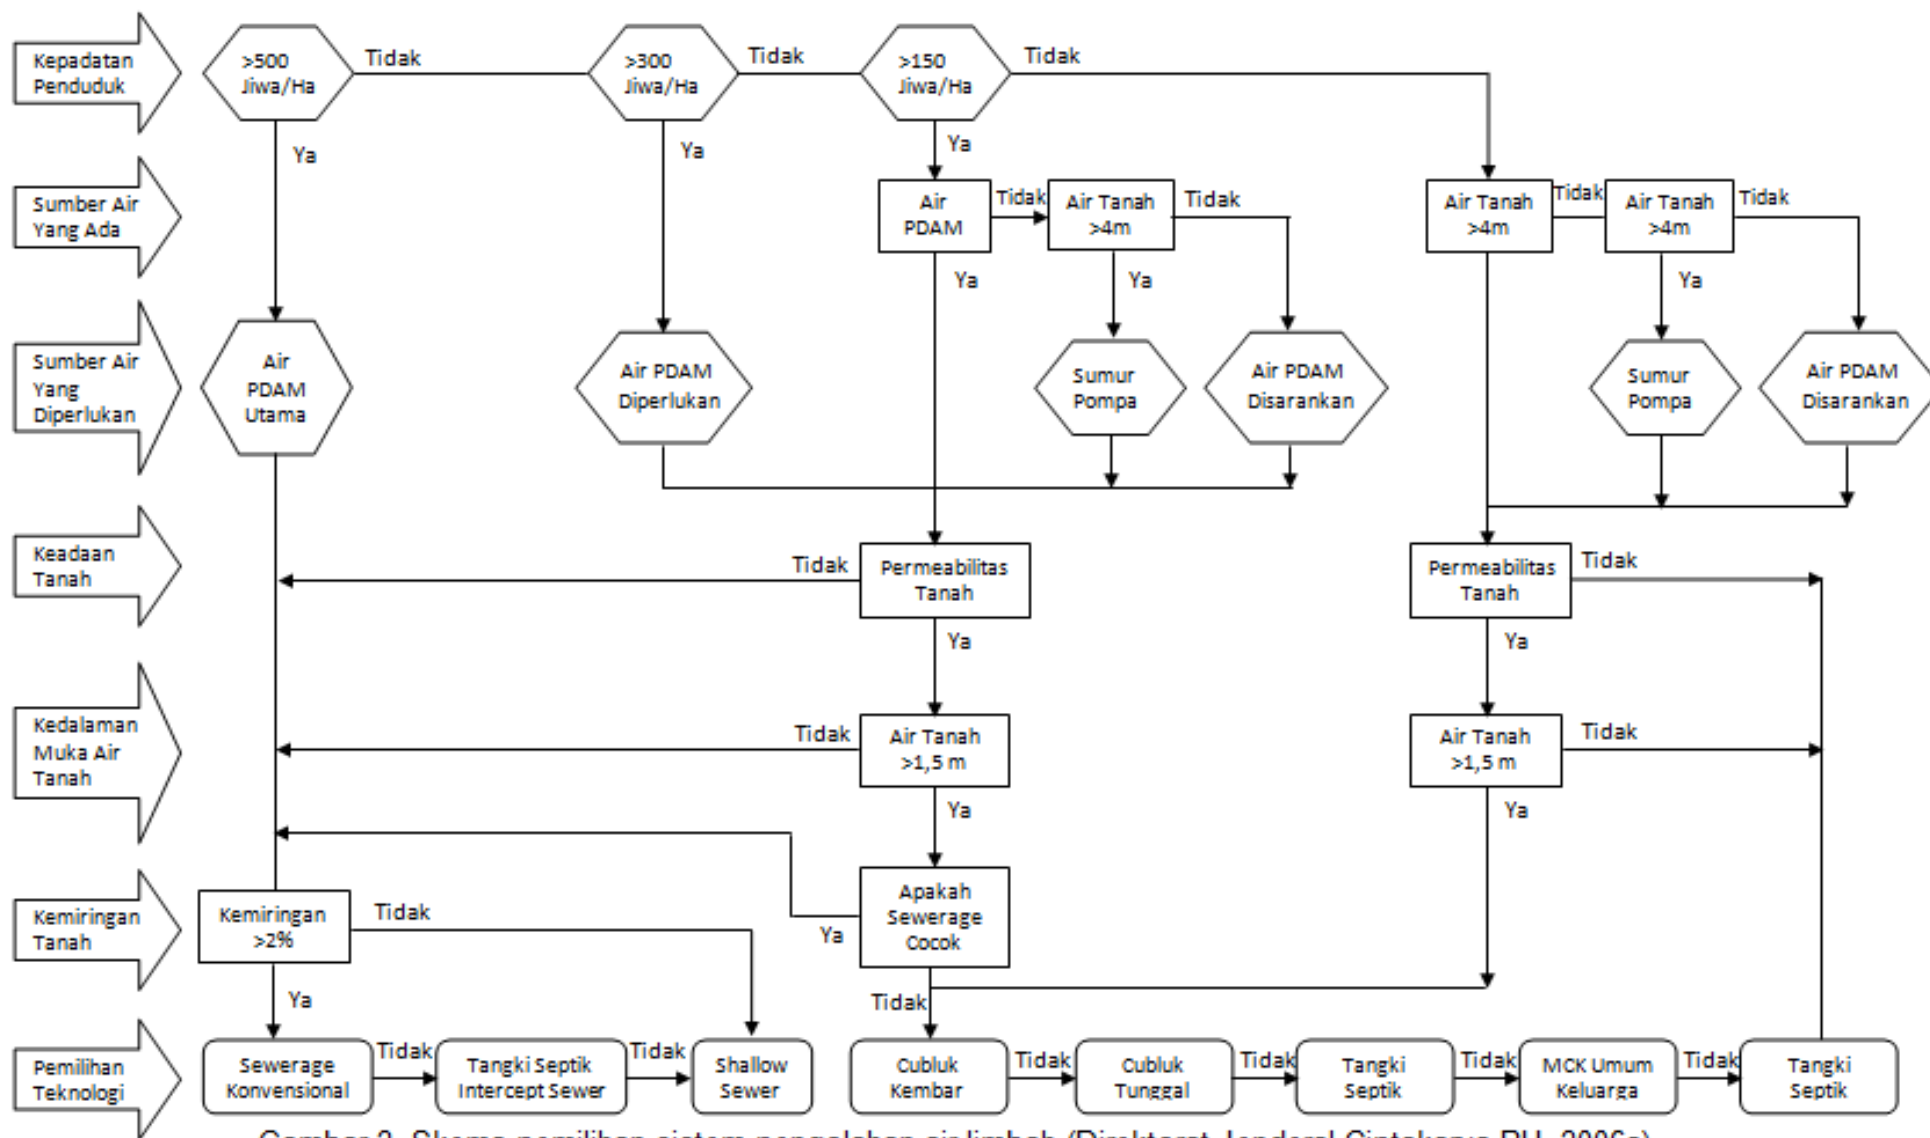 Kepadatan
Penduduk
>500
Jiwa/Ha
Tidak
>300
Jiwa/Ha
Tidak
>150
Jiwa/Ha
Tidak
Ya
Ya
Ya
Sumber Air
Yang Ada
Air
PDAM
Tidak
Air Tanah
>4m
Tidak
Air Tanah
>4m
Tidak
Air Tanah
>4m
Tidak
Ya
Ya
Ya
Sumber Air
Yang
Diperlukan
Air
PDAM
Utama
Air PDAM
Diperlukan
Sumur
Pompa
Air PDAM
Disarankan
Sumur
Pompa
Air PDAM
Disarankan
Keadaan
Tanah
Tidak
Permeabilitas
Tanah
Permeabilitas
Tanah
Tidak
Ya
Ya
Kedalaman
Muka Air
Tanah
Tidak
Air Tanah
>1,5 m
Air Tanah
>1,5 m
Tidak
Ya
Ya
Kemiringan
Tanah
Kemiringan
>2%
Tidak
Apakah
Sewerage
Cocok
Ya
Ya
Tidak
Pemilihan
Teknologi
Sewerage
Konvensional
Tidak
Tangki Septik
Intercept Sewer
Tidak
Shallow
Sewer
Cubluk
Kembar
Tidak
Cubluk
Tunggal
Tidak
Tangki
Septik
Tidak
MCK Umum
Keluarga
Tidak
Tangki
Septik